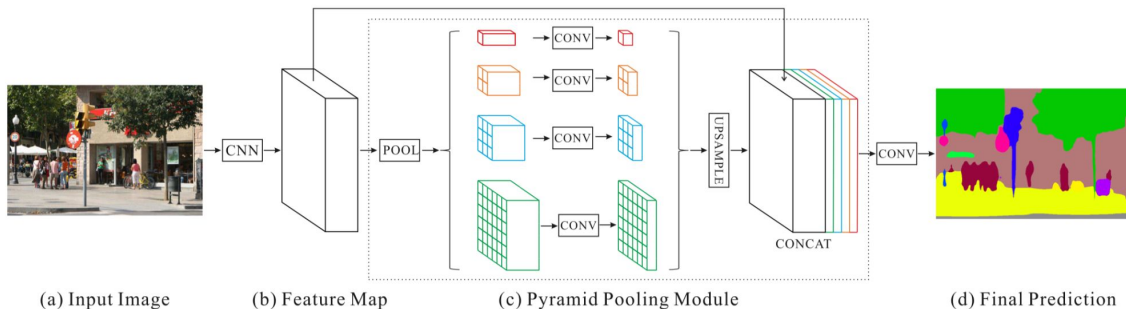 CNN
POOL
CONV
CONV
CONV
CONV
UPSAMPLE
CONCAT
CONV
(a) Input Image
(b) Feature Map
(c) Pyramid Pooling Module
(d) Final Prediction